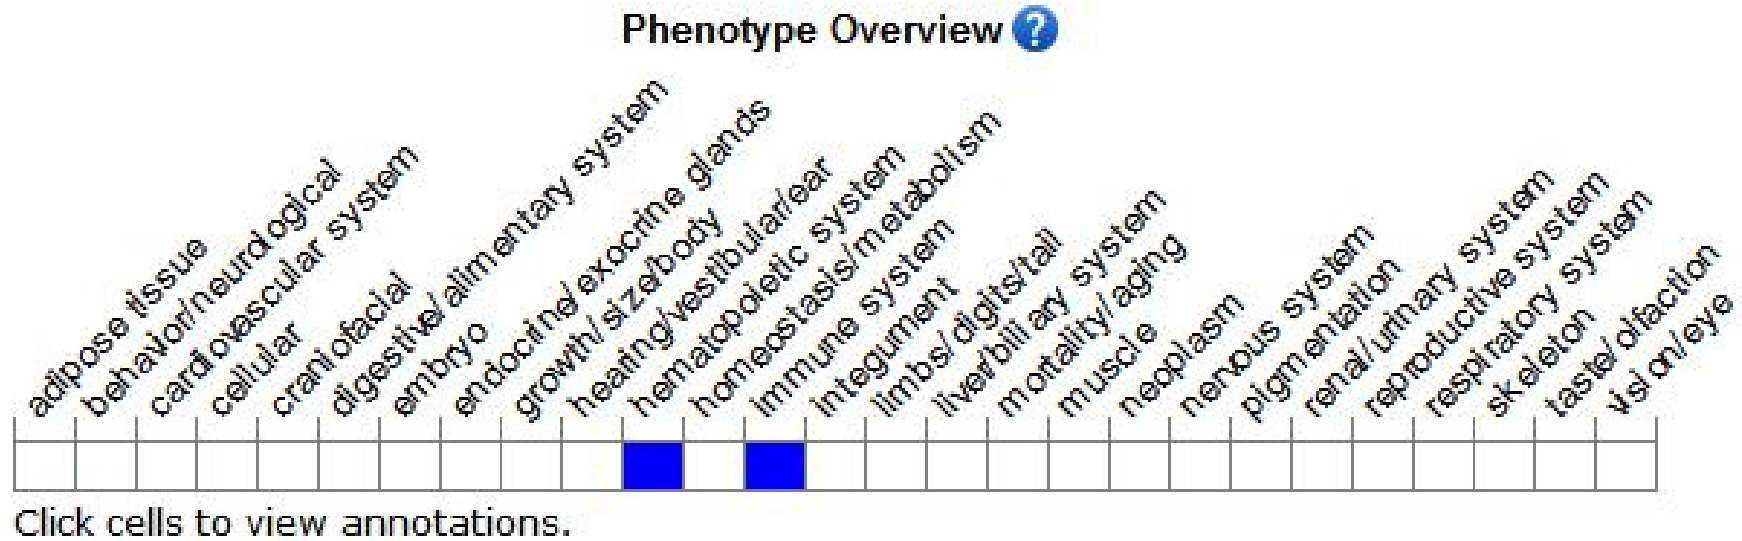 Phenotype Overview ?
adipose tissue
behavior/neurological
cardiovascular system
cellular
craniofacial
digestive/alimentary system
embryo
endocrine/exocrine glands
growth/size/body
hearing/vestibular/ear
hematopoietic system
homeostasis/metabolism
immune system
integument
limbs/digits/tail
liver/biliary system
mortality/aging
muscle
neoplasm
nervous system
pigmentation
renal/urinary system
reproductive system
respiratory system
skeleton
taste/olfaction
vision/eye
Click cells to view annotations.